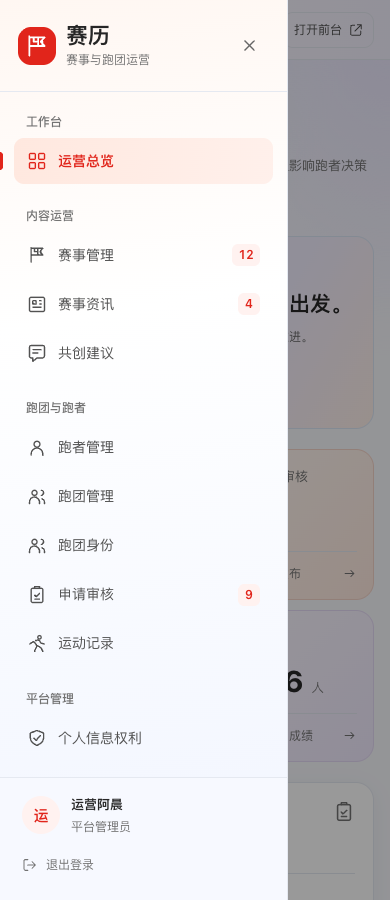 赛历
赛事与跑团运营
打开前台
工作台
运营总览
影响跑者决策
内容运营
赛事管理 12
赛事资讯 4
出发。
进。
共创建议
跑团与跑者
跑者管理
审核
跑团管理
跑团身份
布
申请审核 9
运动记录
6 人
平台管理
个人信息权利
成绩
运
运营阿晨
平台管理员
退出登录